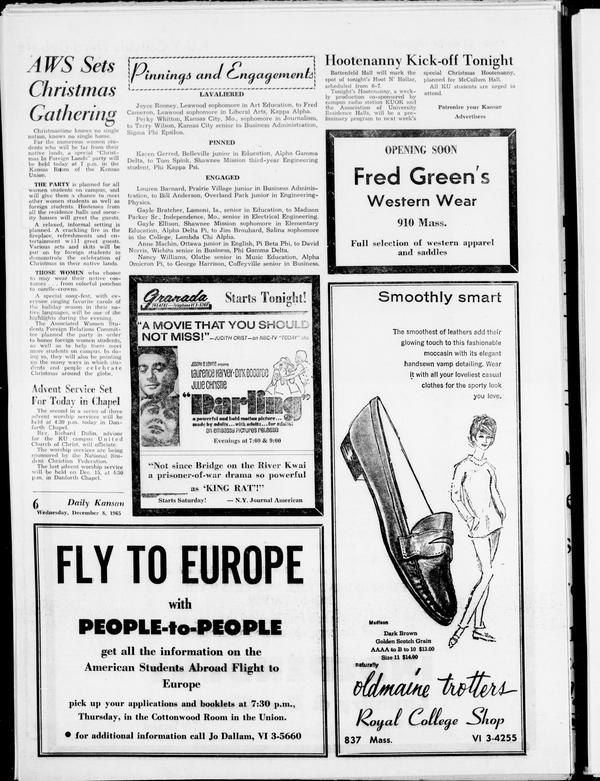 AWS Sets
Christmas
Gathering
Christmastime knows no single
nation, knows no single home.
For the numerous women stu-
dents who will be far from their
native lands, a special "Christ-
mas In Foreign Lands" party will
be held today at 7 p.m. in the
Kansas Room of the Kansas
Union.
THE PARTY is planned for all
women students on campus, and
will give them a chance to meet
other women students as well as
foreign students. Hostesses from
all the residence halls and soror-
ity houses will greet the guests.
A relaxed, informal setting is
planned. A crackling fire in the
fireplace, refreshments and en-
tertainment will greet guests.
Various acts and skits will be
put on by foreign students to
demonstrate the celebration of
Christmas in their native lands.
THOSE WOMEN who choose
to may wear their native cos-
tumes . . . from colorful ponchos
to candle-crowns.
A special song-fest, with ev-
eryone singing favorite carols of
the holiday season in their na-
tive languages, will be one of the
highlights during the evening.
The Associated Women Stu-
dents Foreign Relations Commit-
tee planned the party in order
to honor foreign women students,
as well as to help them meet
more students on campus. In do-
ing so, they will also be pointing
up the many ways in which stu-
dents and people celebrate
Christmas around the globe.
Advent Service Set
For Today in Chapel
The second in a series of three
advent worship services will be
held at 4:30 p.m. today in Dan-
forth Chapel.
Rev. Richard Dulin, advisor
for the KU campus United
Church of Christ, will officiate.
The worship services are being
sponsored by the National Stu-
dent Christian Federation.
The last advent worship service
will be held on Dec. 15, at 4:30
p.m. in Danforth Chapel.
6 Daily Kansan
Wednesday, December 8, 1965
Pinnings and Engagements
LAVALIERED
Joyce Rooney, Leawood sophomore in Art Education, to Fred
Cameron, Leawood sophomore in Liberal Arts, Kappa Alpha.
Perky Whitton, Kansas City, Mo., sophomore in Journalism,
to Terry Wilson, Kansas City senior in Business Administration,
Sigma Phi Epsilon.
PINNED
Karen Gerred, Belleville junior in Education, Alpha Gamma
Delta, to Tom Spink, Shawnee Mission third-year Engineering
student, Phi Kappa Psi.
ENGAGED
Lauren Barnard, Prairie Village junior in Business Adminis-
tration, to Bill Anderson, Overland Park junior in Engineering-
Physics.
Gayle Bratcher, Lamoni, Ia., senior in Education, to Madison
Parker Sr., Independence, Mo., senior in Electrical Engineering.
Gayle Ellison, Shawnee Mission sophomore in Elementary
Education, Alpha Delta Pi, to Jim Brouhard, Salina sophomore
in the College, Lambda Chi Alpha.
Anne Machin, Ottawa junior in English, Pi Beta Phi, to David
Norris, Wichita senior in Business, Phi Gamma Delta.
Nancy Williams, Olathe senior in Music Education, Alpha
Omicron Pi, to George Harrison, Coffeyville senior in Business.
Hootenanny Kick-off Tonight
Battenfeld Hall will mark the
spot of tonight's Hoot N' Hollar,
scheduled from 6-7.
Tonight's Hootenanny, a week-
ly production co-sponsored by
campus radio station KUOK and
the Association of University
Residence Halls, will be a pre-
liminary program to next week's
special Christmas Hootenanny,
planned for McCollum Hall.
All KU students are urged to
attend.
Patronize your Kansan
Advertisers
OPENING SOON
Fred Green's
Western Wear
910 Mass.
Full selection of western apparel
and saddles
Granada
THEATRE
Starts Tonight!
"A MOVIE THAT YOU SHOULD
NOT MISS!" —JUDITH CRIST—on NBC-TV "TODAY"
JOSEPH E. LEVINE
LAURENCE HARVEY · DIRK BOGARDE
JULIE CHRISTIE
"Darling"
a powerful and bold motion picture...
made by adults...with adults...for adults!
an EMBASSY PICTURES RELEASE
Evenings at 7:00 & 9:00
"Not since Bridge on the River Kwai
a prisoner-of-war drama so powerful
as 'KING RAT'!"
Starts Saturday! — N.Y. Journal American
Smoothly smart
The smoothest of leathers add their
glowing touch to this fashionable
moccasin with its elegant
handsewn vamp detailing. Wear
it with all your loveliest casual
clothes for the sporty look
you love.
Madison
Dark Brown
Golden Scotch Grain
AAAA to B to 10 $13.00
Size 11 $14.00
naturally
oldmaine trotters
Royal College Shop
837 Mass. VI 3-4255
FLY TO EUROPE
with
PEOPLE-to-PEOPLE
get all the information on the
American Students Abroad Flight to
Europe
pick up your applications and booklets at 7:30 p.m.,
Thursday, in the Cottonwood Room in the Union.
● for additional information call Jo Dallam, VI 3-5660